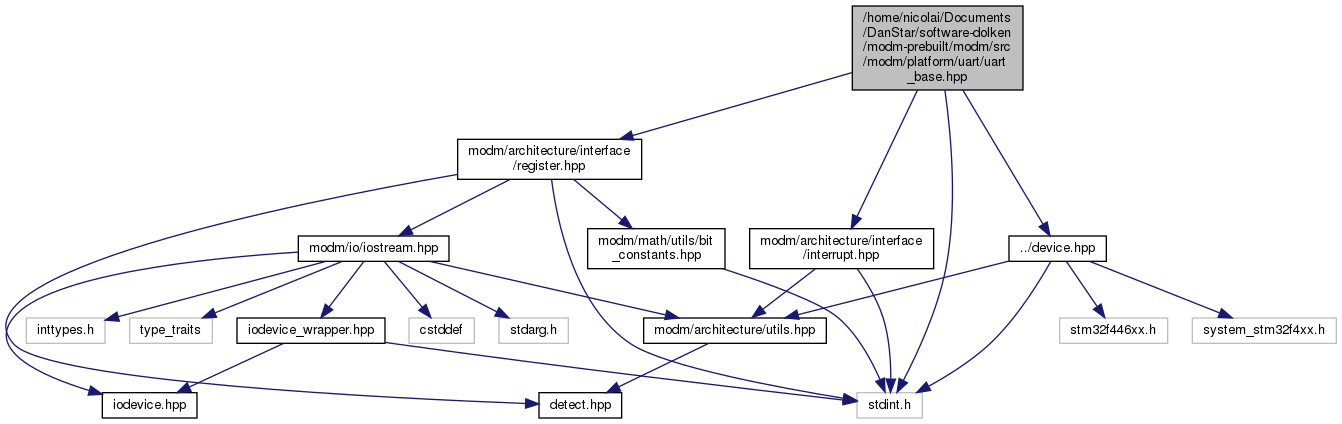 /home/nicolai/Documents
/DanStar/software-dolken
/modm-prebuilt/modm/src
/modm/platform/uart/uart
_base.hpp
modm/architecture/interface
/register.hpp
modm/io/iostream.hpp
modm/math/utils/bit
_constants.hpp
modm/architecture/interface
/interrupt.hpp
../device.hpp
inttypes.h
type_traits
iodevice_wrapper.hpp
cstddef
stdarg.h
modm/architecture/utils.hpp
stm32f446xx.h
system_stm32f4xx.h
iodevice.hpp
detect.hpp
stdint.h